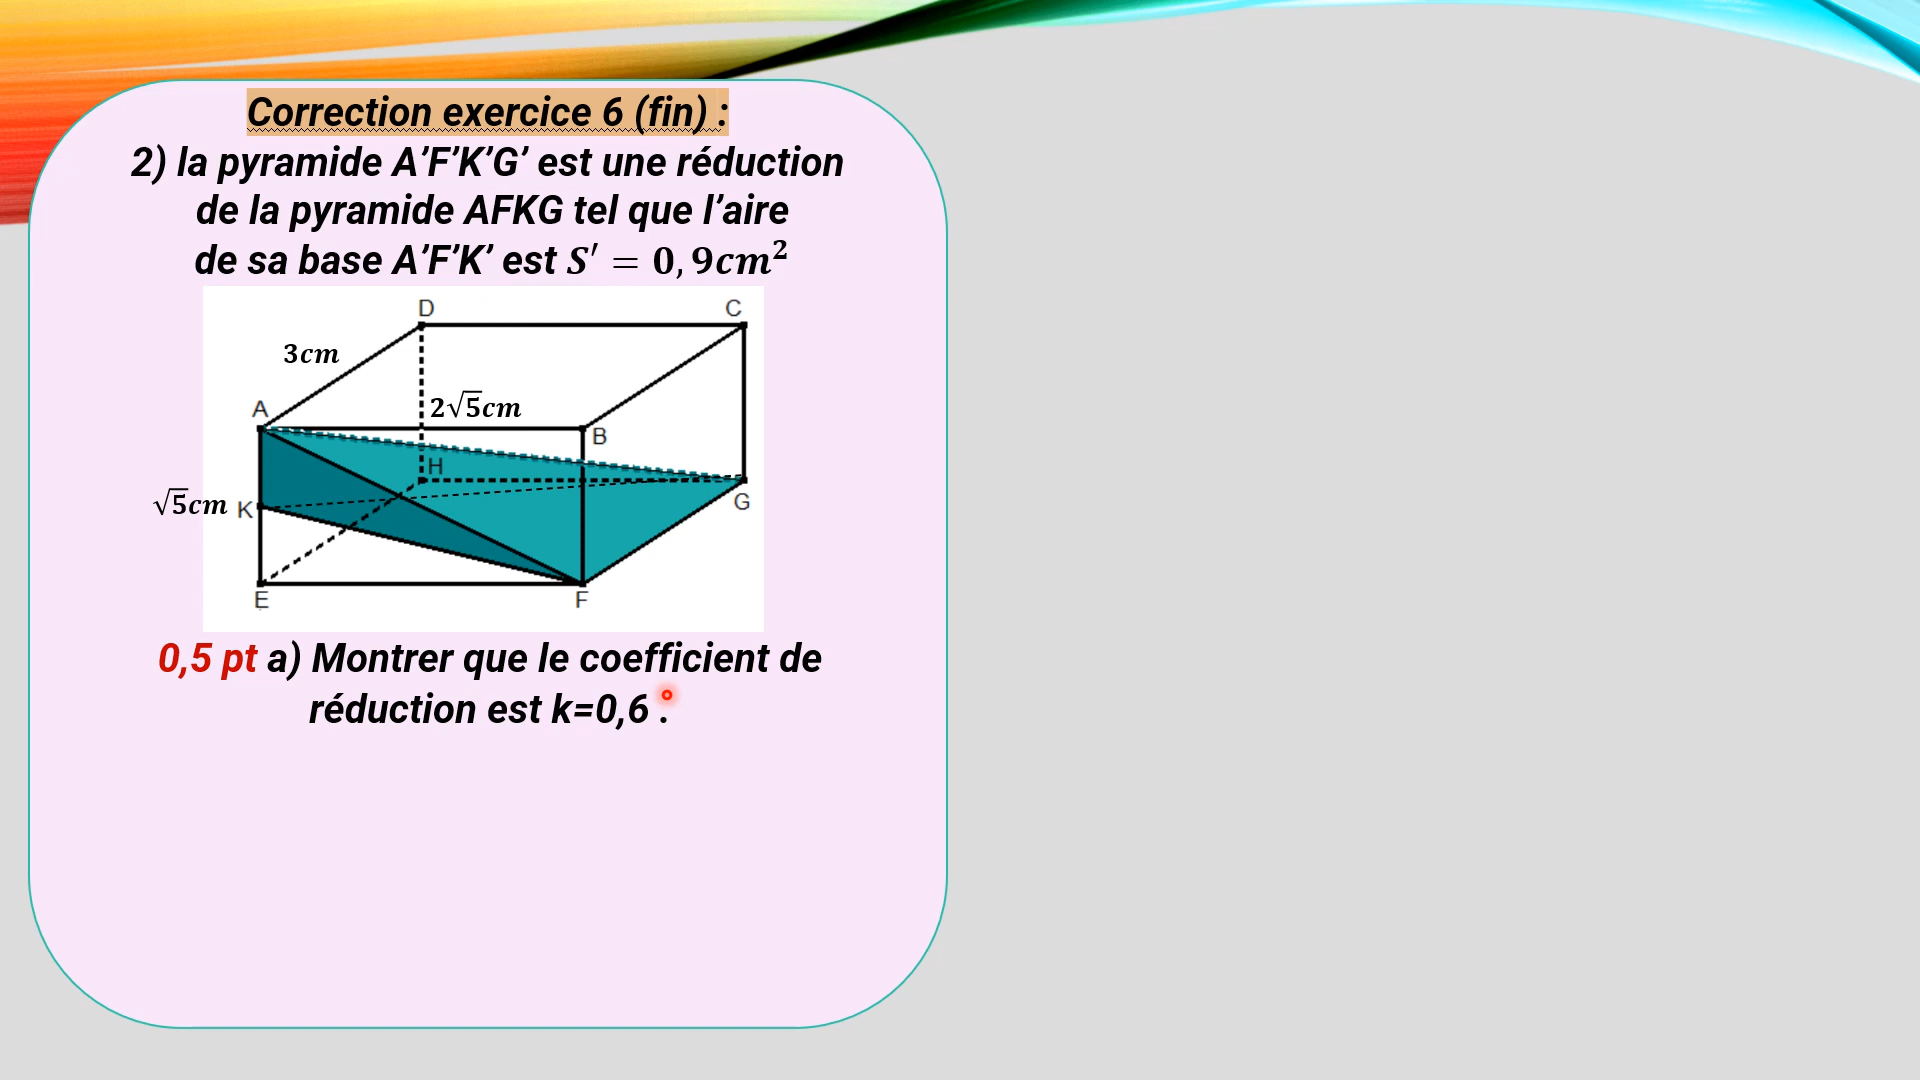 Correction exercice 6 (fin) :
2) la pyramide A’F’K’G’ est une réduction
de la pyramide AFKG tel que l’aire
de sa base A’F’K’ est S′ = 0,9cm²
D
C
3cm
A
2√5cm
B
H
√5cm
K
G
E
F
0,5 pt a) Montrer que le coefficient de
réduction est k=0,6 .